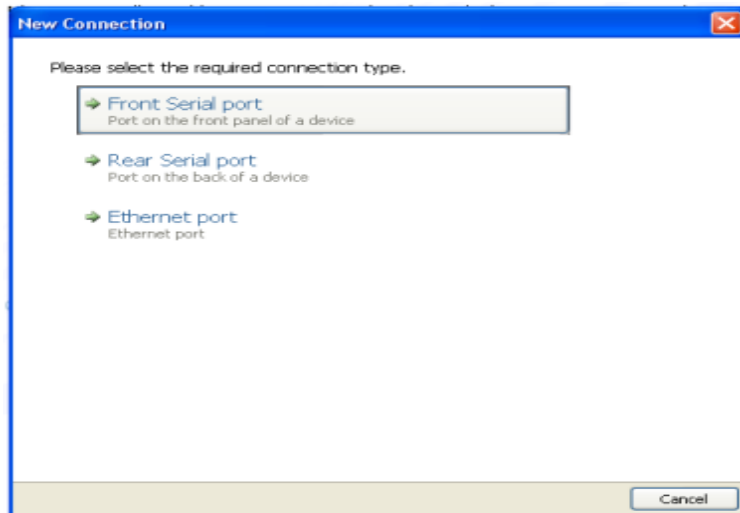 New Connection
Please select the required connection type.
Front Serial port
Port on the front panel of a device
Rear Serial port
Port on the back of a device
Ethernet port
Ethernet port
Cancel